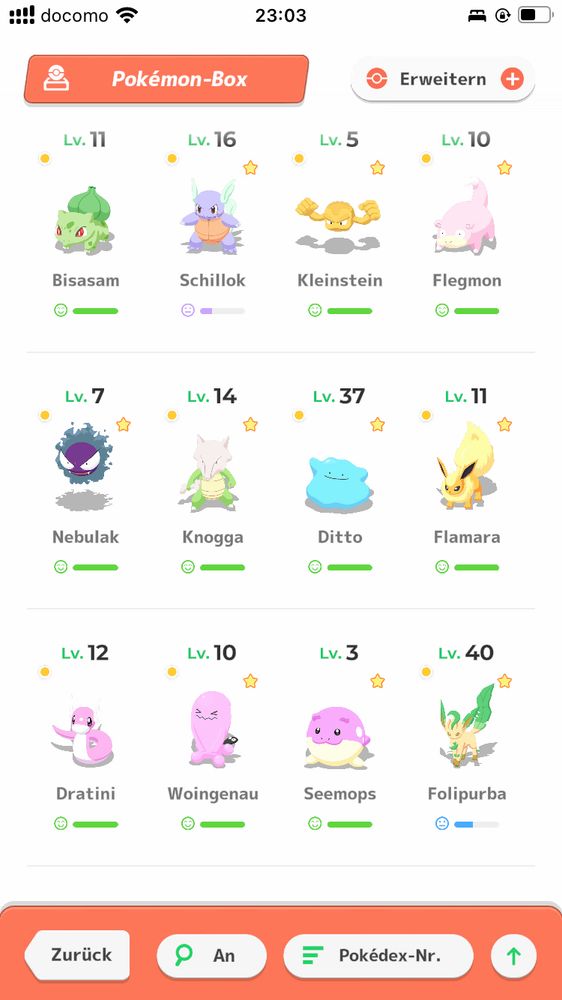 docomo 23:03
Pokémon-Box Erweitern
Lv. 11 Lv. 16 Lv. 5 Lv. 10
Bisasam Schillok Kleinstein Flegmon
Lv. 7 Lv. 14 Lv. 37 Lv. 11
Nebulak Knogga Ditto Flamara
Lv. 12 Lv. 10 Lv. 3 Lv. 40
Dratini Woingenau Seemops Folipurba
Zurück An Pokédex-Nr.